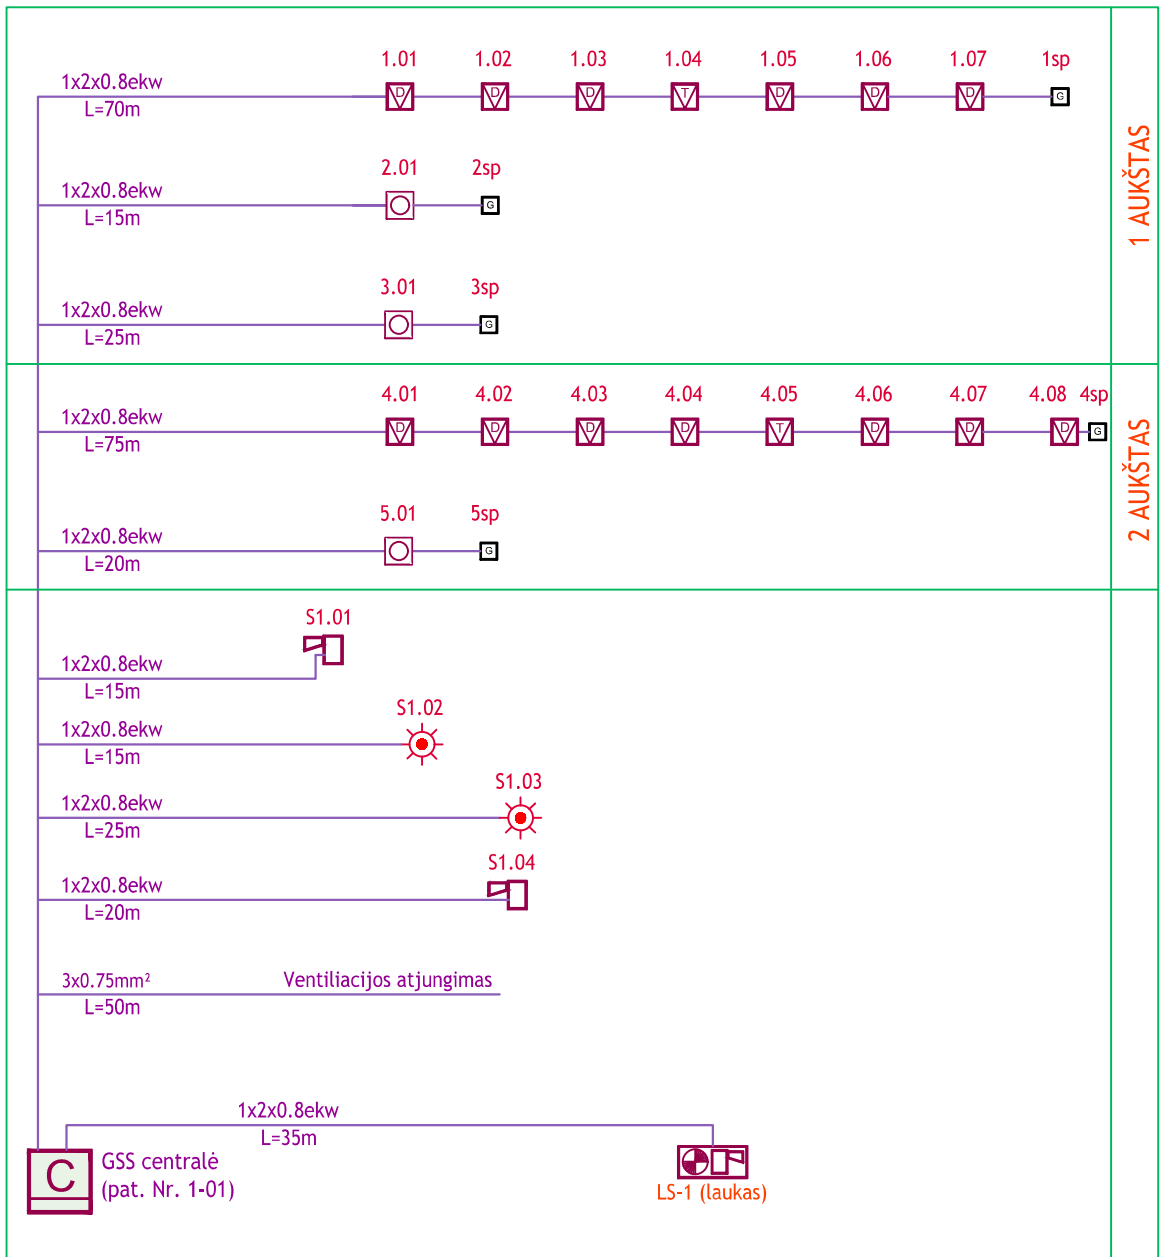 1.01 1.02 1.03 1.04 1.05 1.06 1.07 1sp
1x2x0.8ekw
D D D T D D D G
L=70m
2.01 2sp
1x2x0.8ekw
G
L=15m
3.01 3sp
1x2x0.8ekw
G
L=25m
1 AUKŠTAS
4.01 4.02 4.03 4.04 4.05 4.06 4.07 4.08 4sp
1x2x0.8ekw
D D D D T D D D G
L=75m
5.01 5sp
1x2x0.8ekw
G
L=20m
2 AUKŠTAS
S1.01
1x2x0.8ekw
L=15m
S1.02
1x2x0.8ekw
L=15m
S1.03
1x2x0.8ekw
L=25m
S1.04
1x2x0.8ekw
L=20m
3x0.75mm² Ventiliacijos atjungimas
L=50m
1x2x0.8ekw
L=35m
C
GSS centralė
(pat. Nr. 1-01)
LS-1 (laukas)